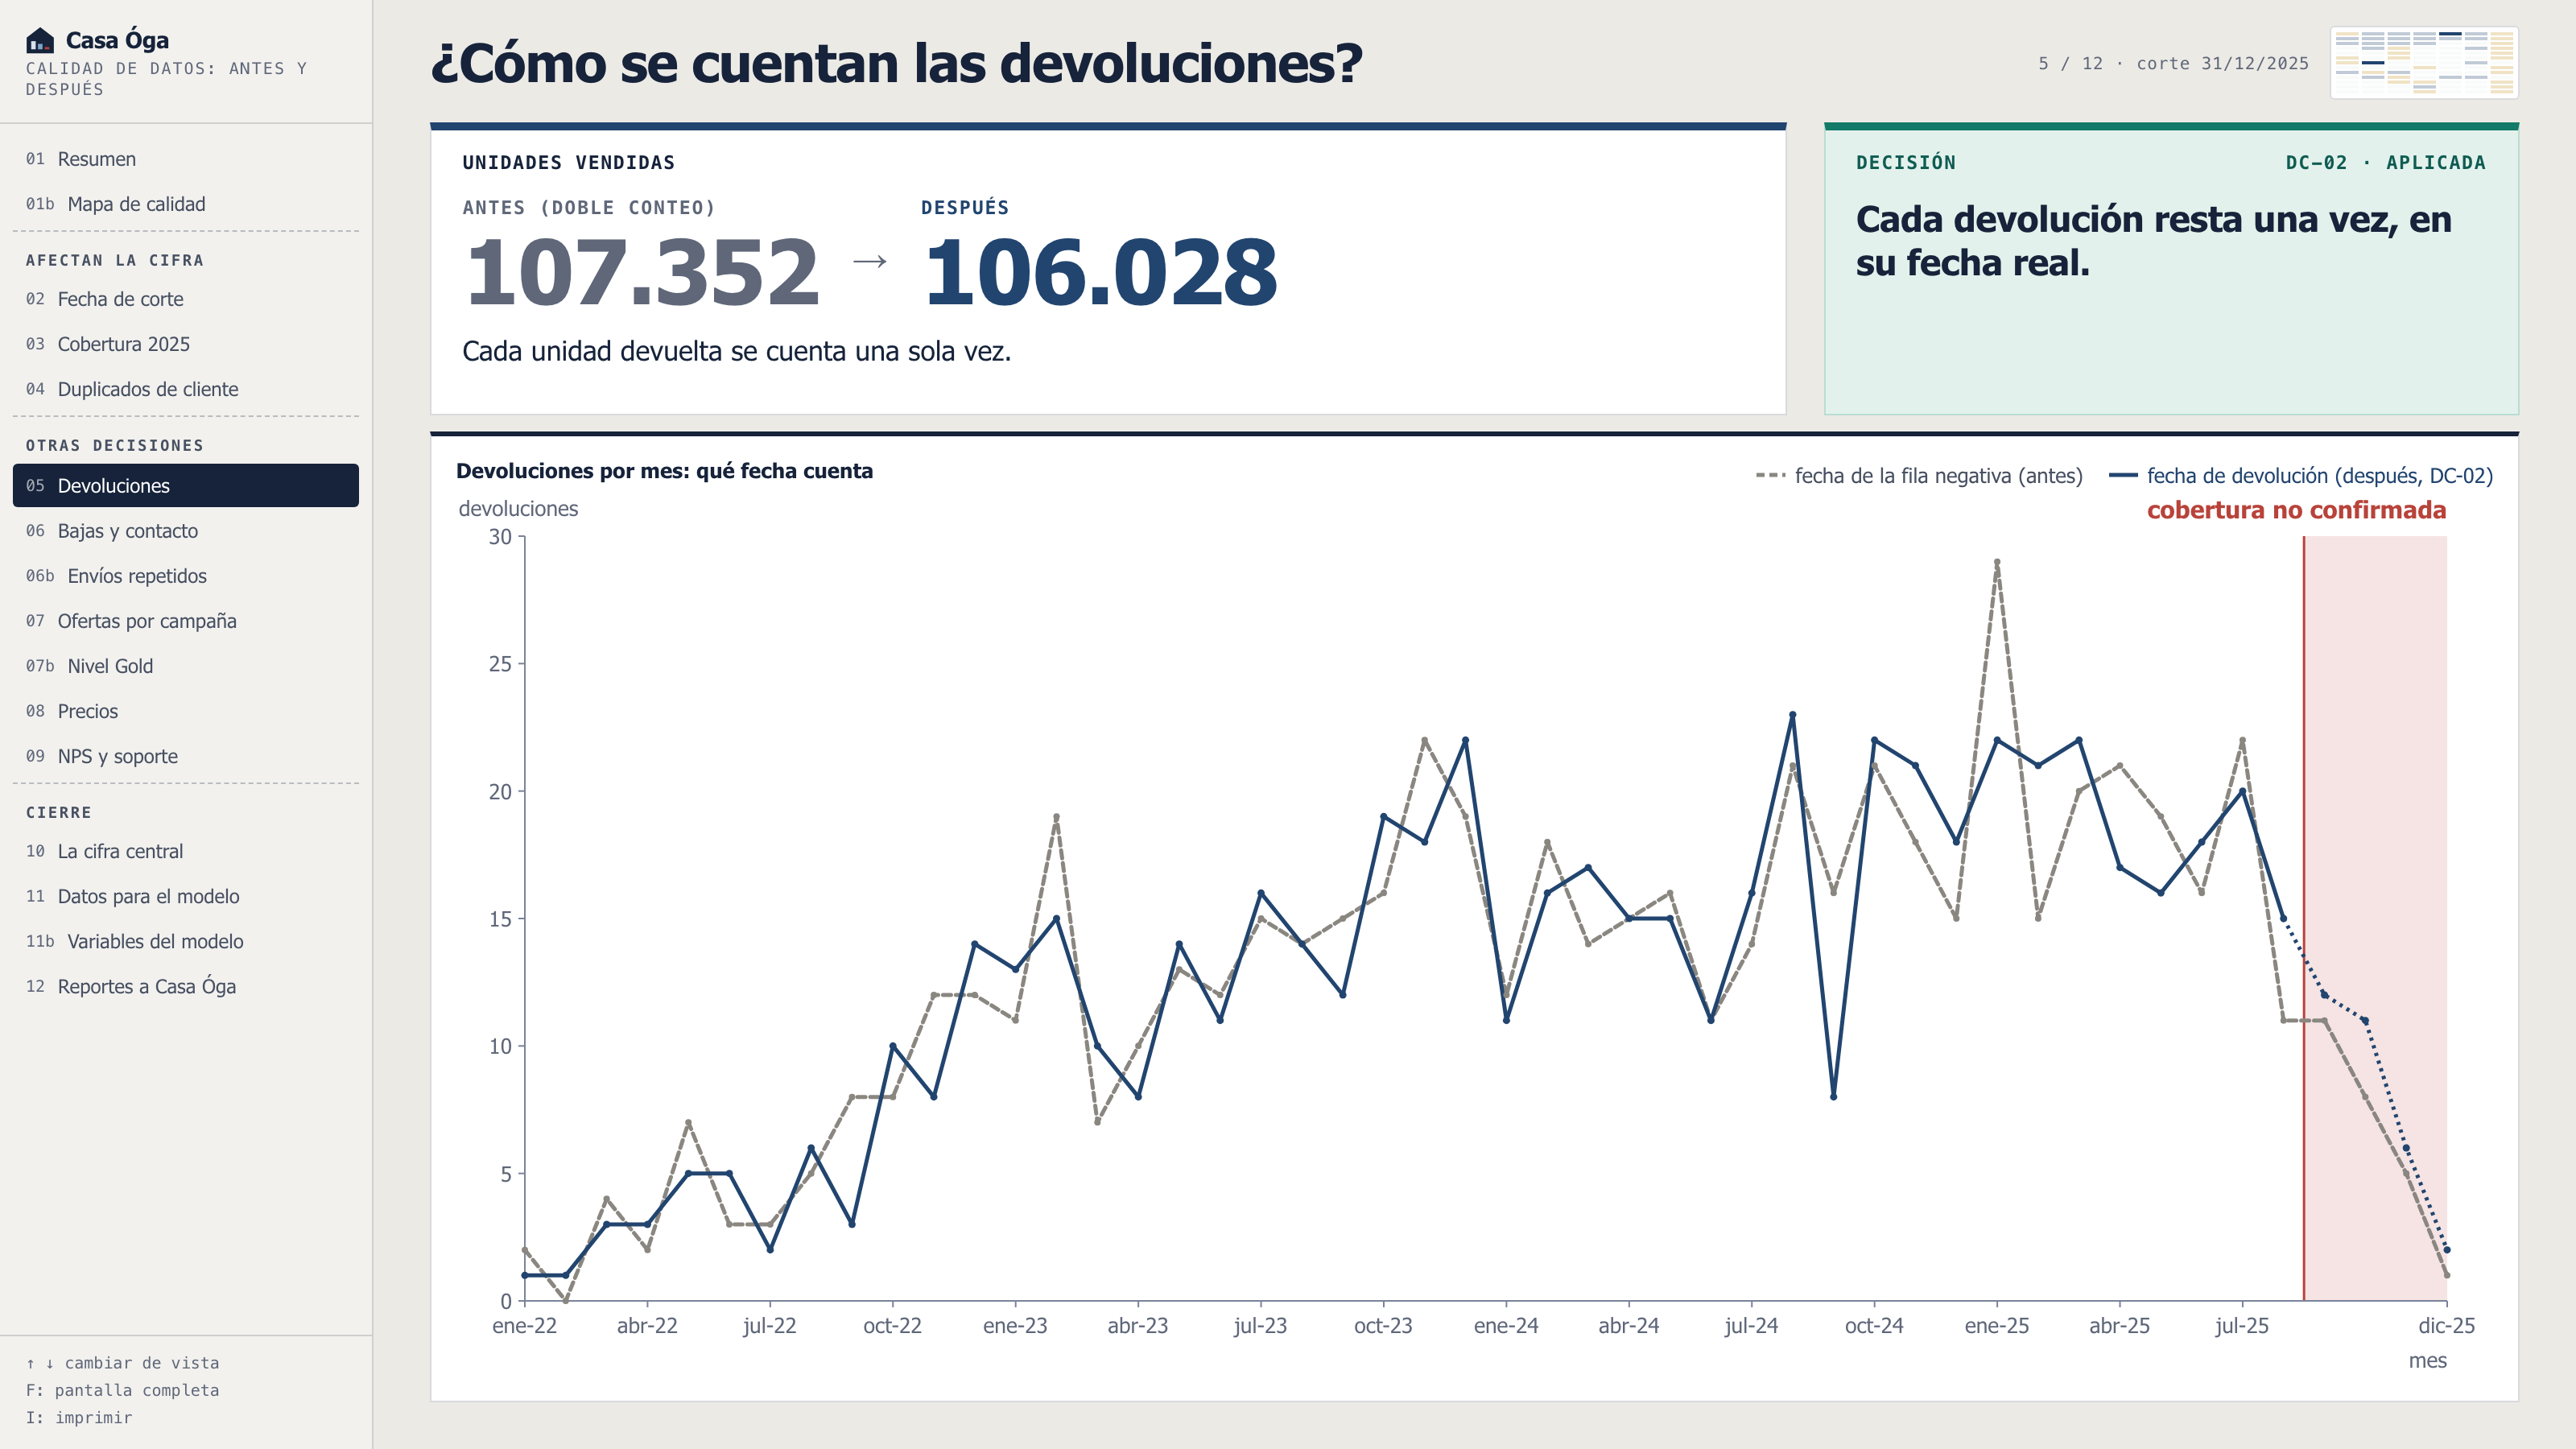 Casa Óga
CALIDAD DE DATOS: ANTES Y
DESPUÉS
01 Resumen
01b Mapa de calidad
AFECTAN LA CIFRA
02 Fecha de corte
03 Cobertura 2025
04 Duplicados de cliente
OTRAS DECISIONES
05 Devoluciones
06 Bajas y contacto
06b Envíos repetidos
07 Ofertas por campaña
07b Nivel Gold
08 Precios
09 NPS y soporte
CIERRE
10 La cifra central
11 Datos para el modelo
11b Variables del modelo
12 Reportes a Casa Óga
↑ ↓ cambiar de vista
F: pantalla completa
I: imprimir
¿Cómo se cuentan las devoluciones?
5 / 12 · corte 31/12/2025
UNIDADES VENDIDAS
ANTES (DOBLE CONTEO) DESPUÉS
107.352 → 106.028
Cada unidad devuelta se cuenta una sola vez.
DECISIÓN DC–02 · APLICADA
Cada devolución resta una vez, en
su fecha real.
Devoluciones por mes: qué fecha cuenta
fecha de la fila negativa (antes) fecha de devolución (después, DC-02)
devoluciones
cobertura no confirmada
30
25
20
15
10
5
0
ene-22 abr-22 jul-22 oct-22 ene-23 abr-23 jul-23 oct-23 ene-24 abr-24 jul-24 oct-24 ene-25 abr-25 jul-25 dic-25
mes